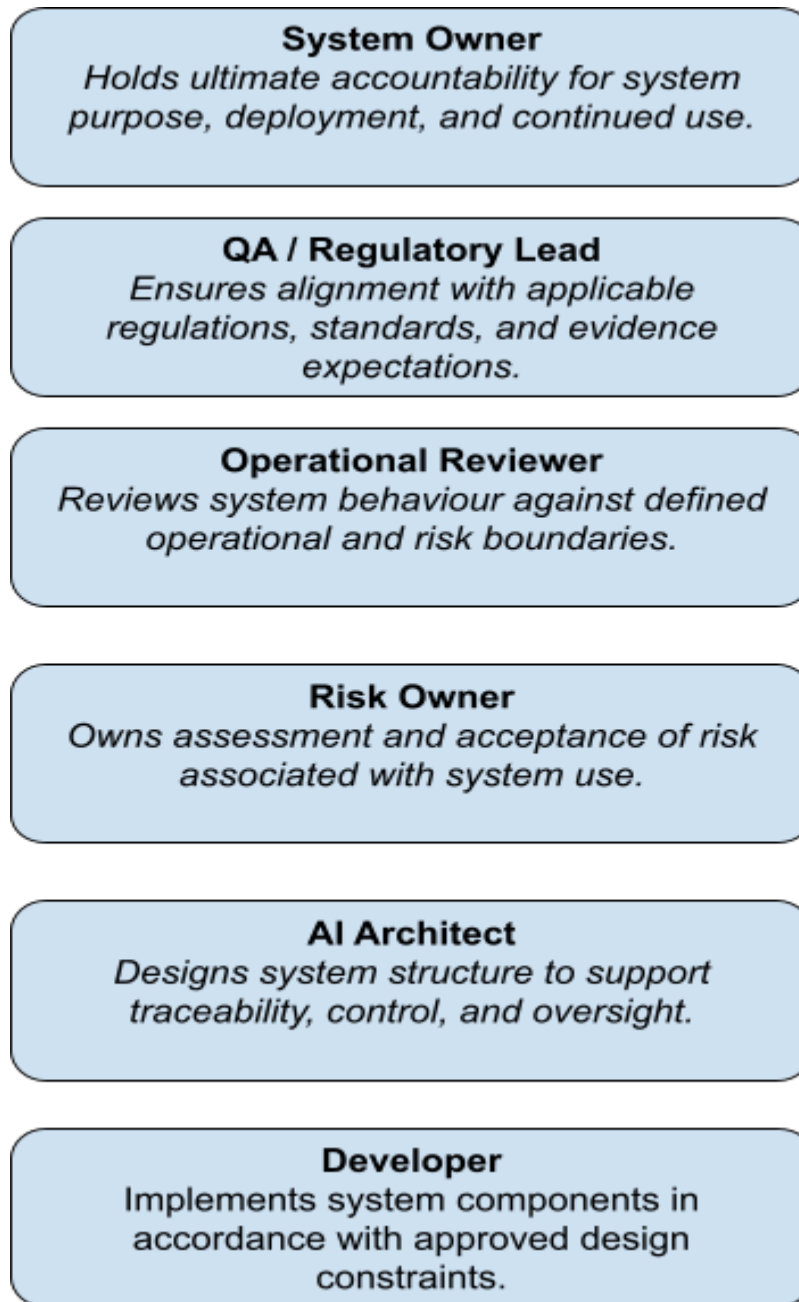 System Owner
Holds ultimate accountability for system
purpose, deployment, and continued use.
QA / Regulatory Lead
Ensures alignment with applicable
regulations, standards, and evidence
expectations.
Operational Reviewer
Reviews system behaviour against defined
operational and risk boundaries.
Risk Owner
Owns assessment and acceptance of risk
associated with system use.
AI Architect
Designs system structure to support
traceability, control, and oversight.
Developer
Implements system components in
accordance with approved design
constraints.